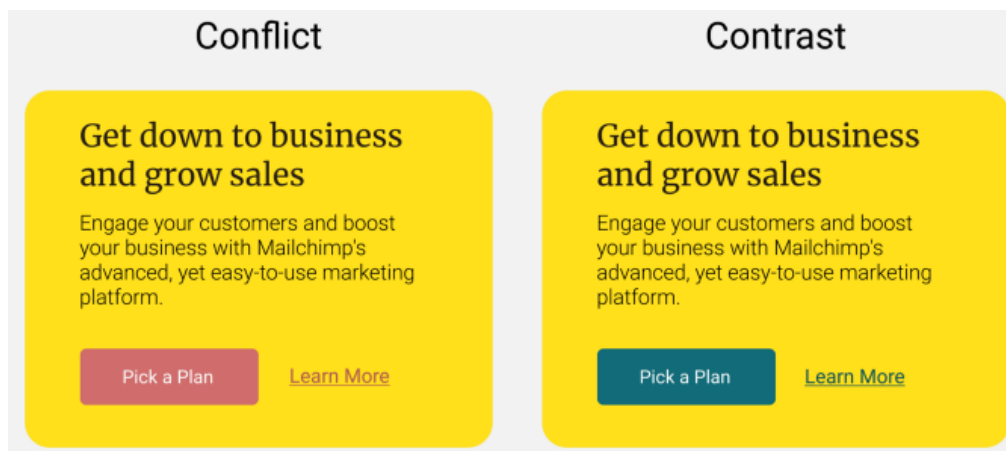 Conflict
Get down to business
and grow sales
Engage your customers and boost
your business with Mailchimp's
advanced, yet easy-to-use marketing
platform.
Pick a Plan
Learn More
Contrast
Get down to business
and grow sales
Engage your customers and boost
your business with Mailchimp's
advanced, yet easy-to-use marketing
platform.
Pick a Plan
Learn More